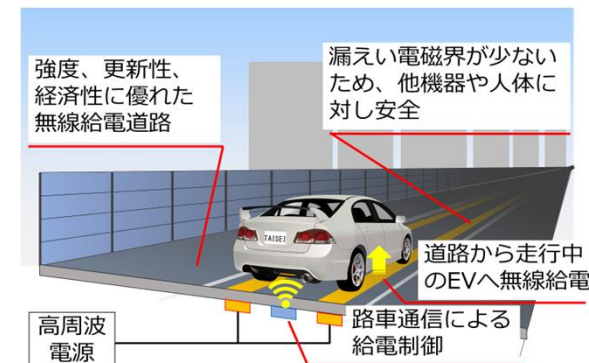 強度、更新性、
経済性に優れた
無線給電道路
漏えい電磁界が少ない
ため、他機器や人体に
対し安全
TAISEI
道路から走行中
のEVへ無線給電
路車通信による
給電制御
高周波
電源